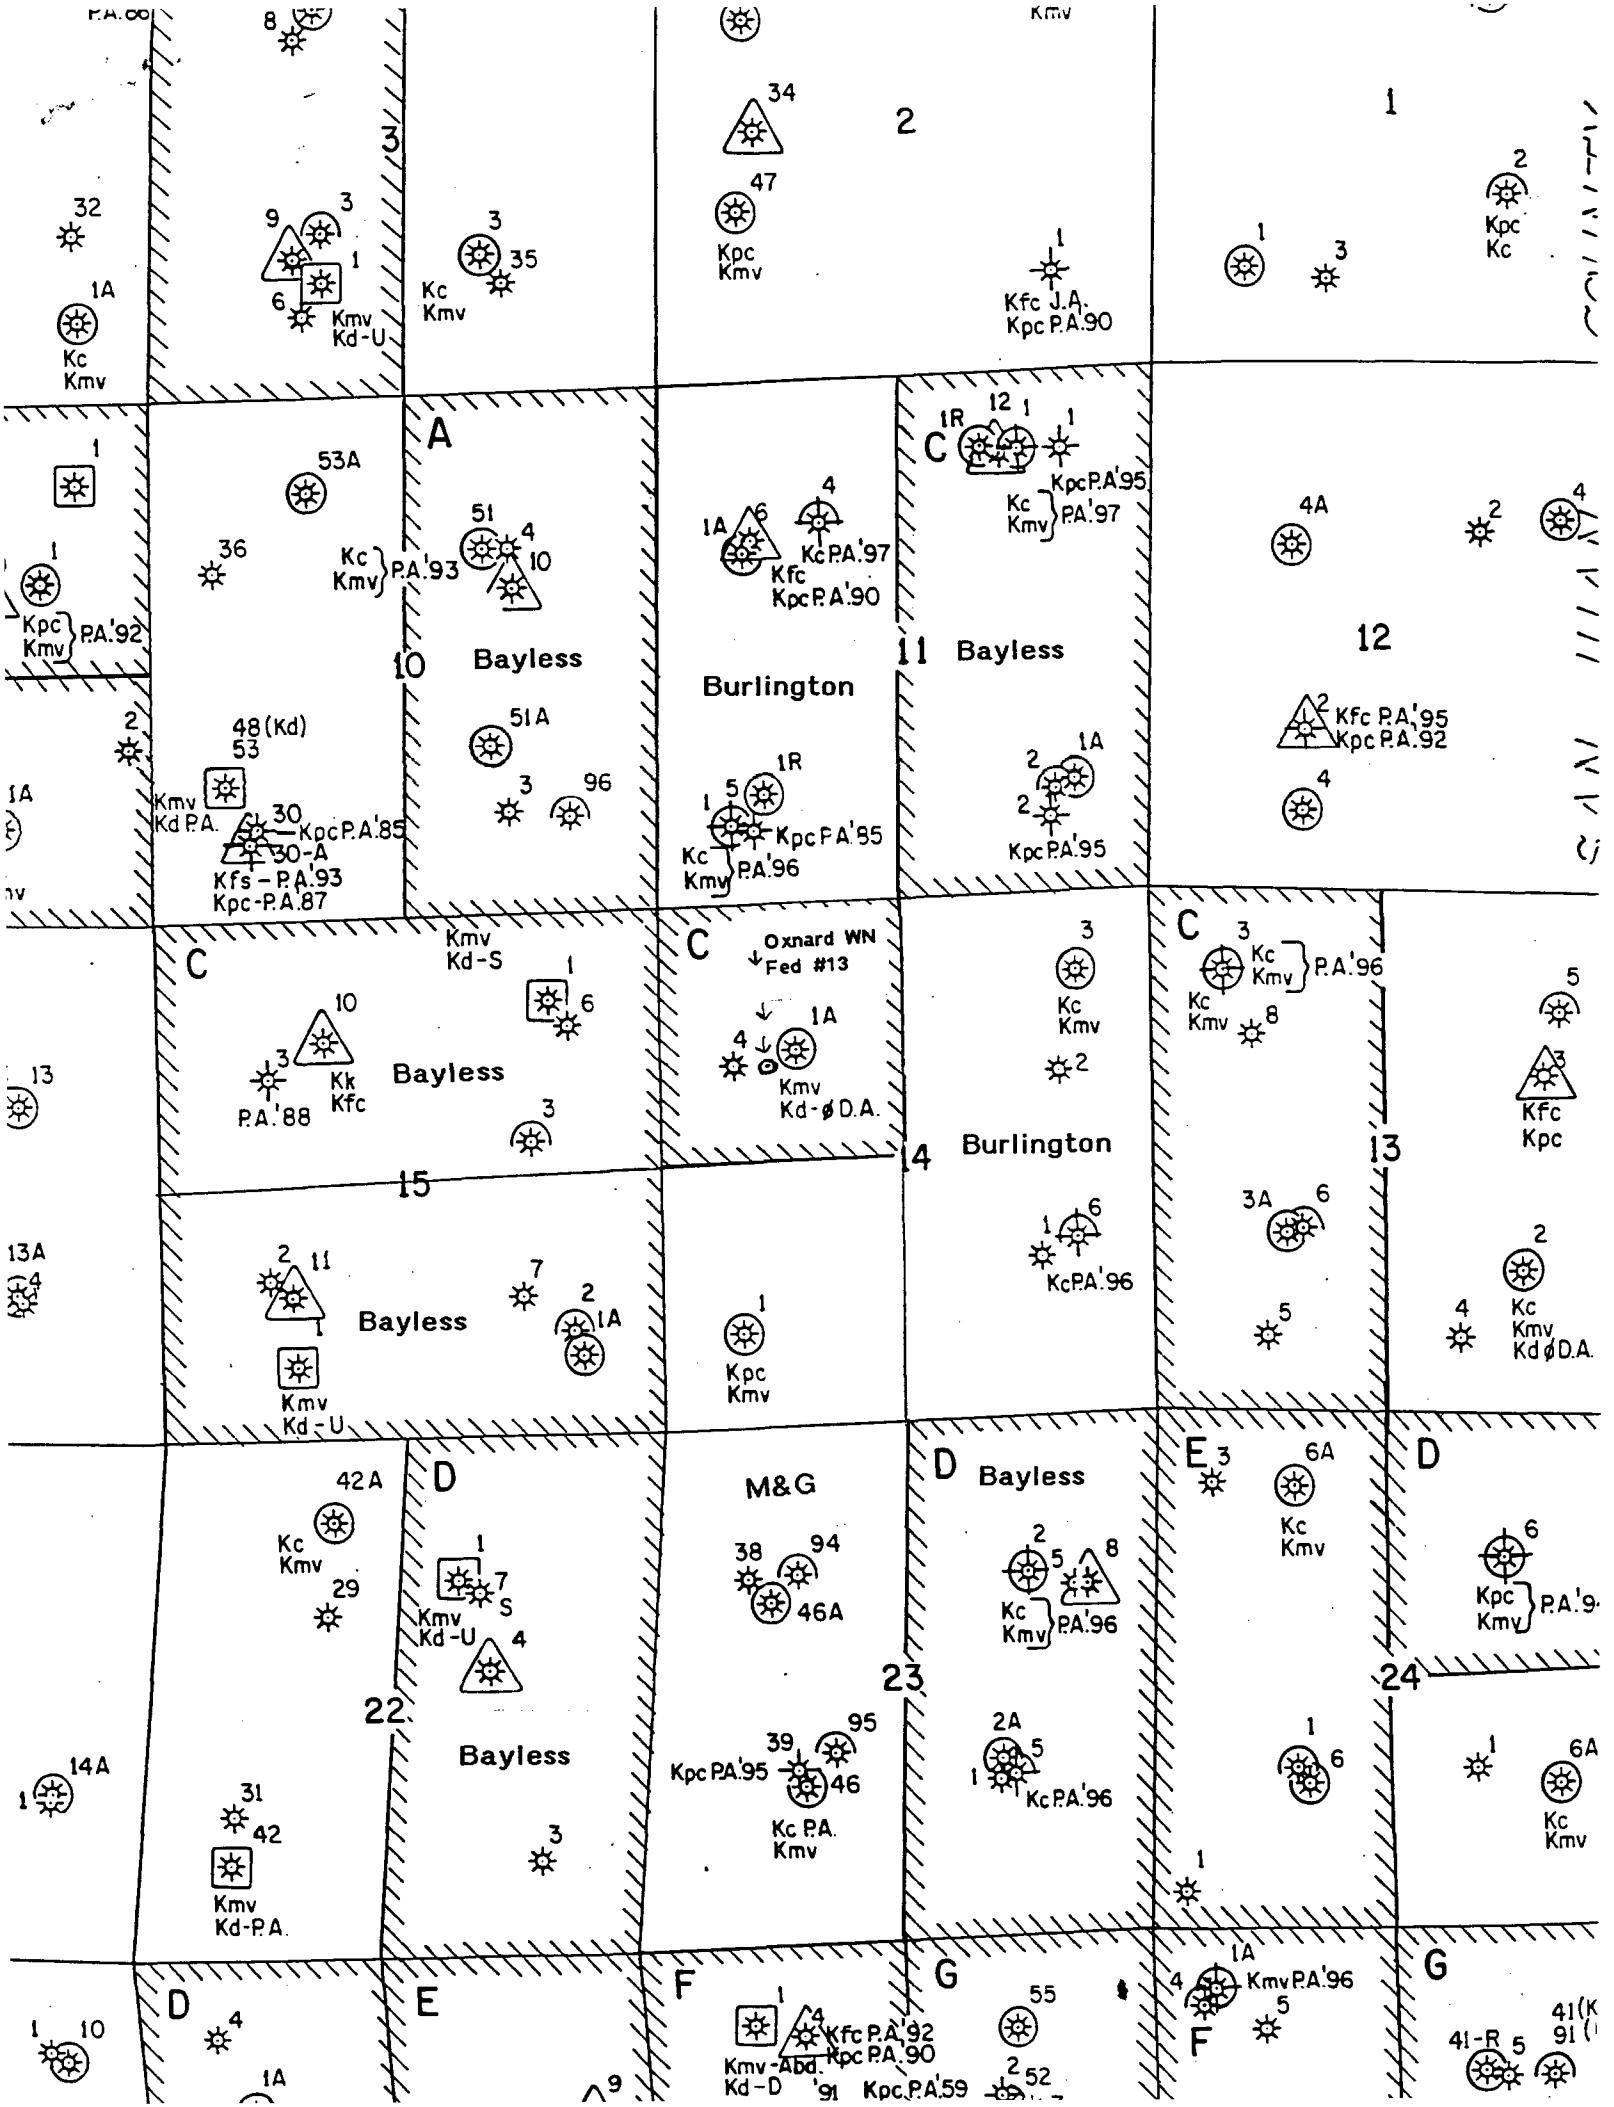 P.A.'86
8
Kmv
34
2
1
47
Kpc
Kmv
3
32
9
3
1
6
Kmv
Kd-U
1A
Kc
Kmv
3
35
Kc
Kmv
1
Kfc J.A.
Kpc P.A.'90
1
3
2
Kpc
Kc
1
1
Kpc
Kmv } P.A.'92
2
1A
53A
36
10
48 (Kd)
53
Kmv
Kd P.A.
30
Kpc P.A.'85
30-A
Kfs - P.A.'93
Kpc - P.A.'87
A
51
4
Kc
Kmv } P.A.'93
10
Bayless
51A
3
96
1A
6
4
Kc P.A.'97
Kfc
Kpc P.A.'90
Burlington
11
1R
1
5
Kpc P.A.'85
Kc
Kmv } P.A.'96
C
1R
12
1
1
Kpc P.A.'95
Kc
Kmv } P.A.'97
Bayless
2
1A
2
Kpc P.A.'95
4A
2
4
12
2
Kfc P.A.'95
Kpc P.A.'92
4
13
13A
4
C
Kmv
Kd-S
1
6
10
3
Kk
Kfc
P.A.'88
Bayless
3
15
2
11
1
Kmv
Kd-U
Bayless
7
2
1A
C
Oxnard WN
Fed #13
4
1A
Kmv
Kd-ø D.A.
14
3
Kc
Kmv
2
Burlington
1
6
Kc P.A.'96
1
Kpc
Kmv
C
3
Kc
Kmv } P.A.'96
Kc
Kmv
8
13
3A
6
5
5
3
Kfc
Kpc
2
4
Kc
Kmv
Kd ø D.A.
42A
Kc
Kmv
29
22
31
42
Kmv
Kd-P.A.
14A
1
D
1
7
S
Kmv
Kd-U
4
Bayless
3
M&G
38
94
46A
23
39
95
Kpc P.A.'95
46
Kc P.A.
Kmv
D
Bayless
2
5
8
Kc
Kmv } P.A.'96
2A
5
1
Kc P.A.'96
E
3
6A
Kc
Kmv
24
1
6
1
D
6
Kpc
Kmv } P.A.'9
1
6A
Kc
Kmv
1
10
D
4
1A
E
9
F
1
4
Kfc P.A.'92
Kpc P.A.'90
Kmv-Abd.
Kd-D '91
G
55
2
52
Kpc P.A.'59
1A
4
Kmv P.A.'96
5
F
G
41-R
5
41 (K
91 (